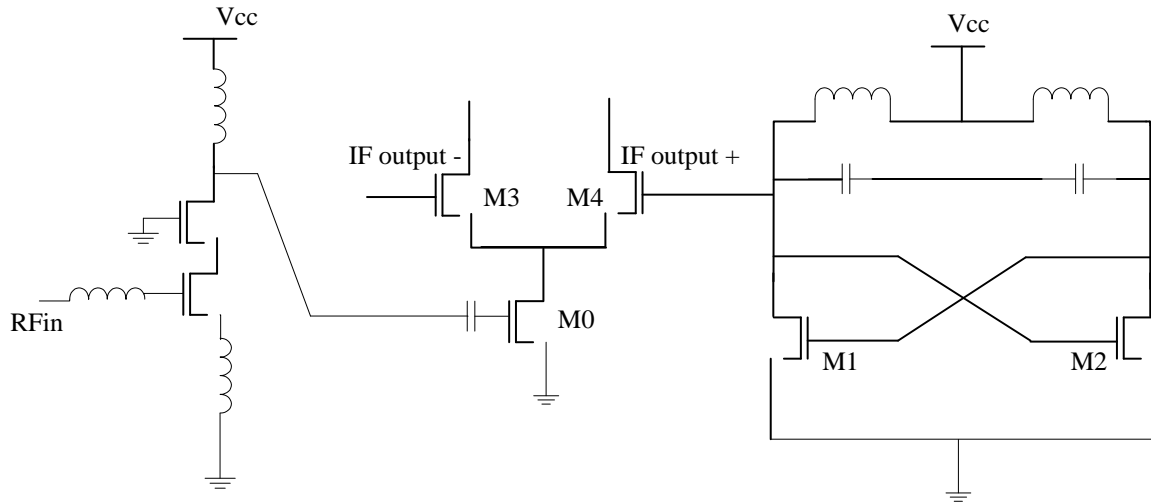 Vcc
Vcc
IF output -
IF output +
M3
M4
RFin
M0
M1
M2